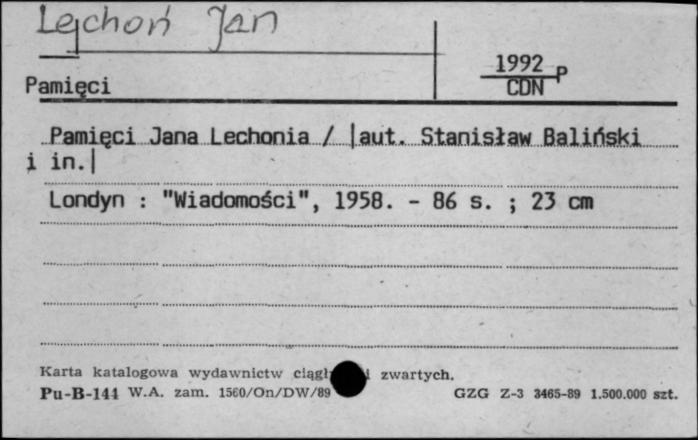 Lechoń Jan
1992 P
CDN
Pamięci
Pamięci Jana Lechonia / |aut. Stanisław Baliński
i in.|
Londyn : "Wiadomości", 1958. - 86 s. ; 23 cm
Karta katalogowa wydawnictw zwartych.
Pu-B-144 W.A. zam. 1560/On/DW/89 GZG Z-3 3465-89 1.500.000 szt.